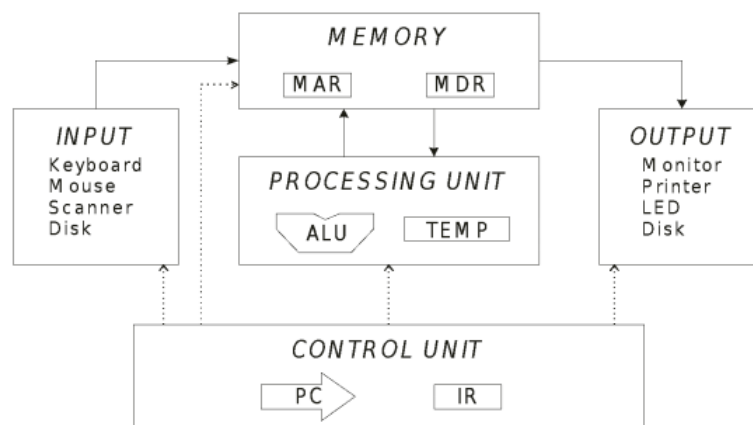 MEMORY
MAR
MDR
INPUT
Keyboard
Mouse
Scanner
Disk
PROCESSING UNIT
ALU
TEMP
OUTPUT
Monitor
Printer
LED
Disk
CONTROL UNIT
PC
IR